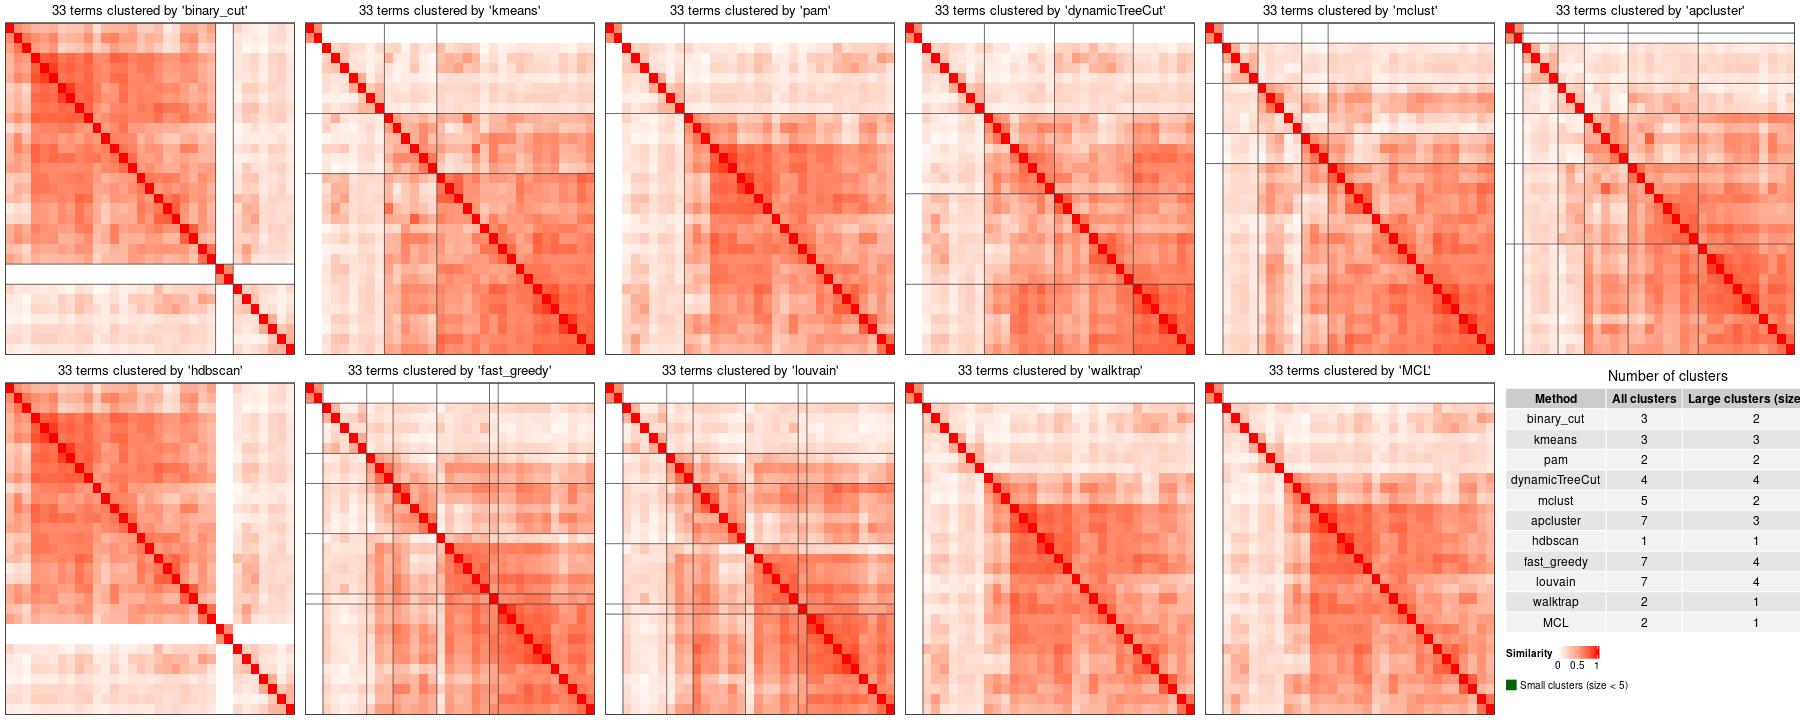 33 terms clustered by 'binary_cut'
33 terms clustered by 'kmeans'
33 terms clustered by 'pam'
33 terms clustered by 'dynamicTreeCut'
33 terms clustered by 'mclust'
33 terms clustered by 'apcluster'
33 terms clustered by 'hdbscan'
33 terms clustered by 'fast_greedy'
33 terms clustered by 'louvain'
33 terms clustered by 'walktrap'
33 terms clustered by 'MCL'
Number of clusters
Method All clusters Large clusters (size
binary_cut 3 2
kmeans 3 3
pam 2 2
dynamicTreeCut 4 4
mclust 5 2
apcluster 7 3
hdbscan 1 1
fast_greedy 7 4
louvain 7 4
walktrap 2 1
MCL 2 1
Similarity
0 0.5 1
Small clusters (size < 5)